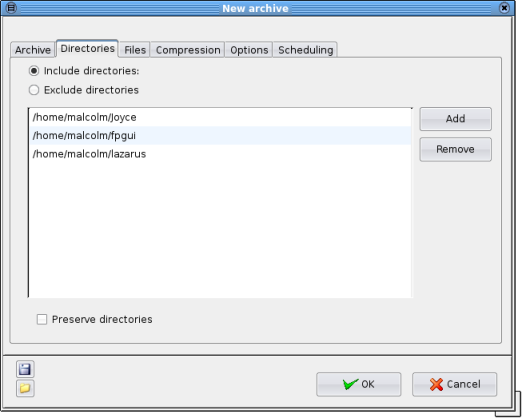 New archive
Archive Directories Files Compression Options Scheduling
Include directories:
Exclude directories
/home/malcolm/Joyce
/home/malcolm/fpgui
/home/malcolm/lazarus
Add
Remove
Preserve directories
OK Cancel